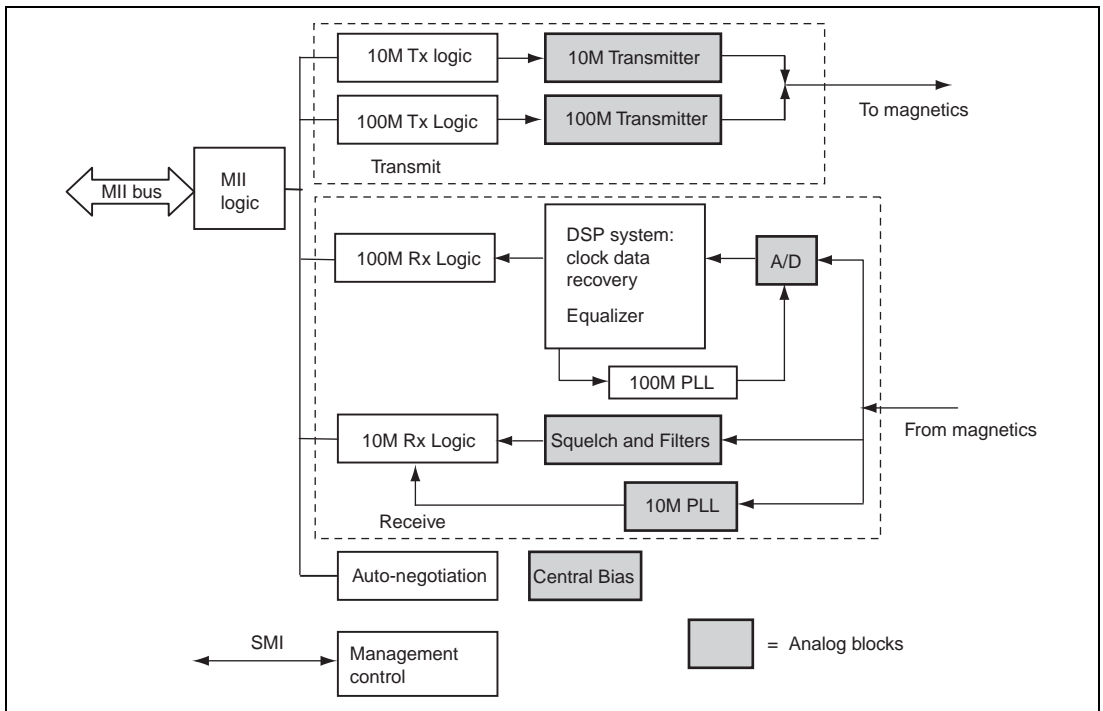 10M Tx logic
10M Transmitter
100M Tx Logic
100M Transmitter
To magnetics
Transmit
MII bus
MII
logic
100M Rx Logic
DSP system:
clock data
recovery
Equalizer
A/D
100M PLL
10M Rx Logic
Squelch and Filters
From magnetics
10M PLL
Receive
Auto-negotiation
Central Bias
SMI
Management
control
= Analog blocks